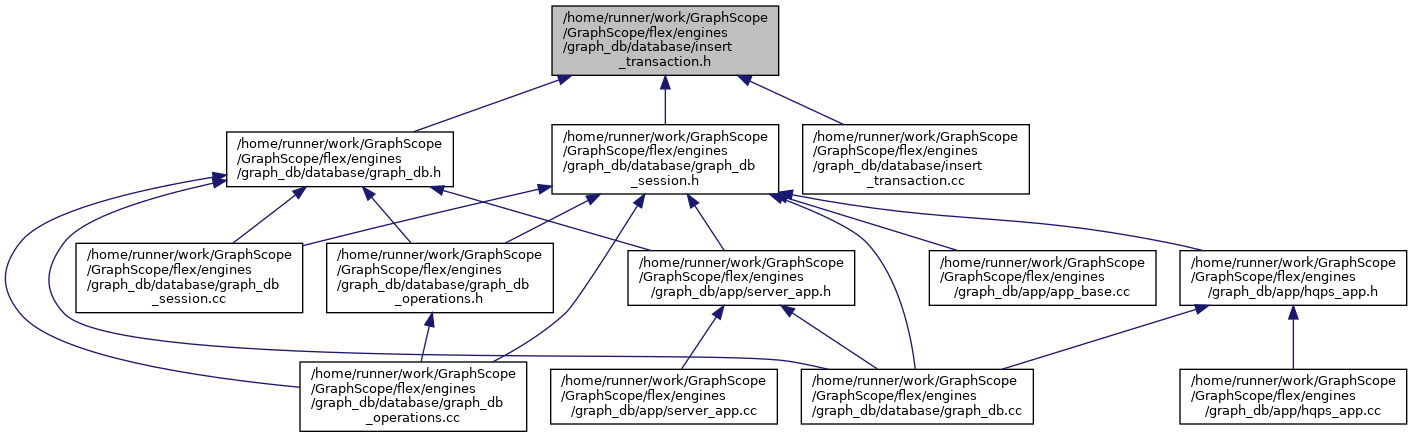 /home/runner/work/GraphScope
/GraphScope/flex/engines
/graph_db/database/insert
_transaction.h
/home/runner/work/GraphScope
/GraphScope/flex/engines
/graph_db/database/graph_db.h
/home/runner/work/GraphScope
/GraphScope/flex/engines
/graph_db/database/graph_db
_session.h
/home/runner/work/GraphScope
/GraphScope/flex/engines
/graph_db/database/insert
_transaction.cc
/home/runner/work/GraphScope
/GraphScope/flex/engines
/graph_db/database/graph_db
_session.cc
/home/runner/work/GraphScope
/GraphScope/flex/engines
/graph_db/database/graph_db
_operations.h
/home/runner/work/GraphScope
/GraphScope/flex/engines
/graph_db/app/server_app.h
/home/runner/work/GraphScope
/GraphScope/flex/engines
/graph_db/app/app_base.cc
/home/runner/work/GraphScope
/GraphScope/flex/engines
/graph_db/app/hqps_app.h
/home/runner/work/GraphScope
/GraphScope/flex/engines
/graph_db/database/graph_db
_operations.cc
/home/runner/work/GraphScope
/GraphScope/flex/engines
/graph_db/app/server_app.cc
/home/runner/work/GraphScope
/GraphScope/flex/engines
/graph_db/database/graph_db.cc
/home/runner/work/GraphScope
/GraphScope/flex/engines
/graph_db/app/hqps_app.cc